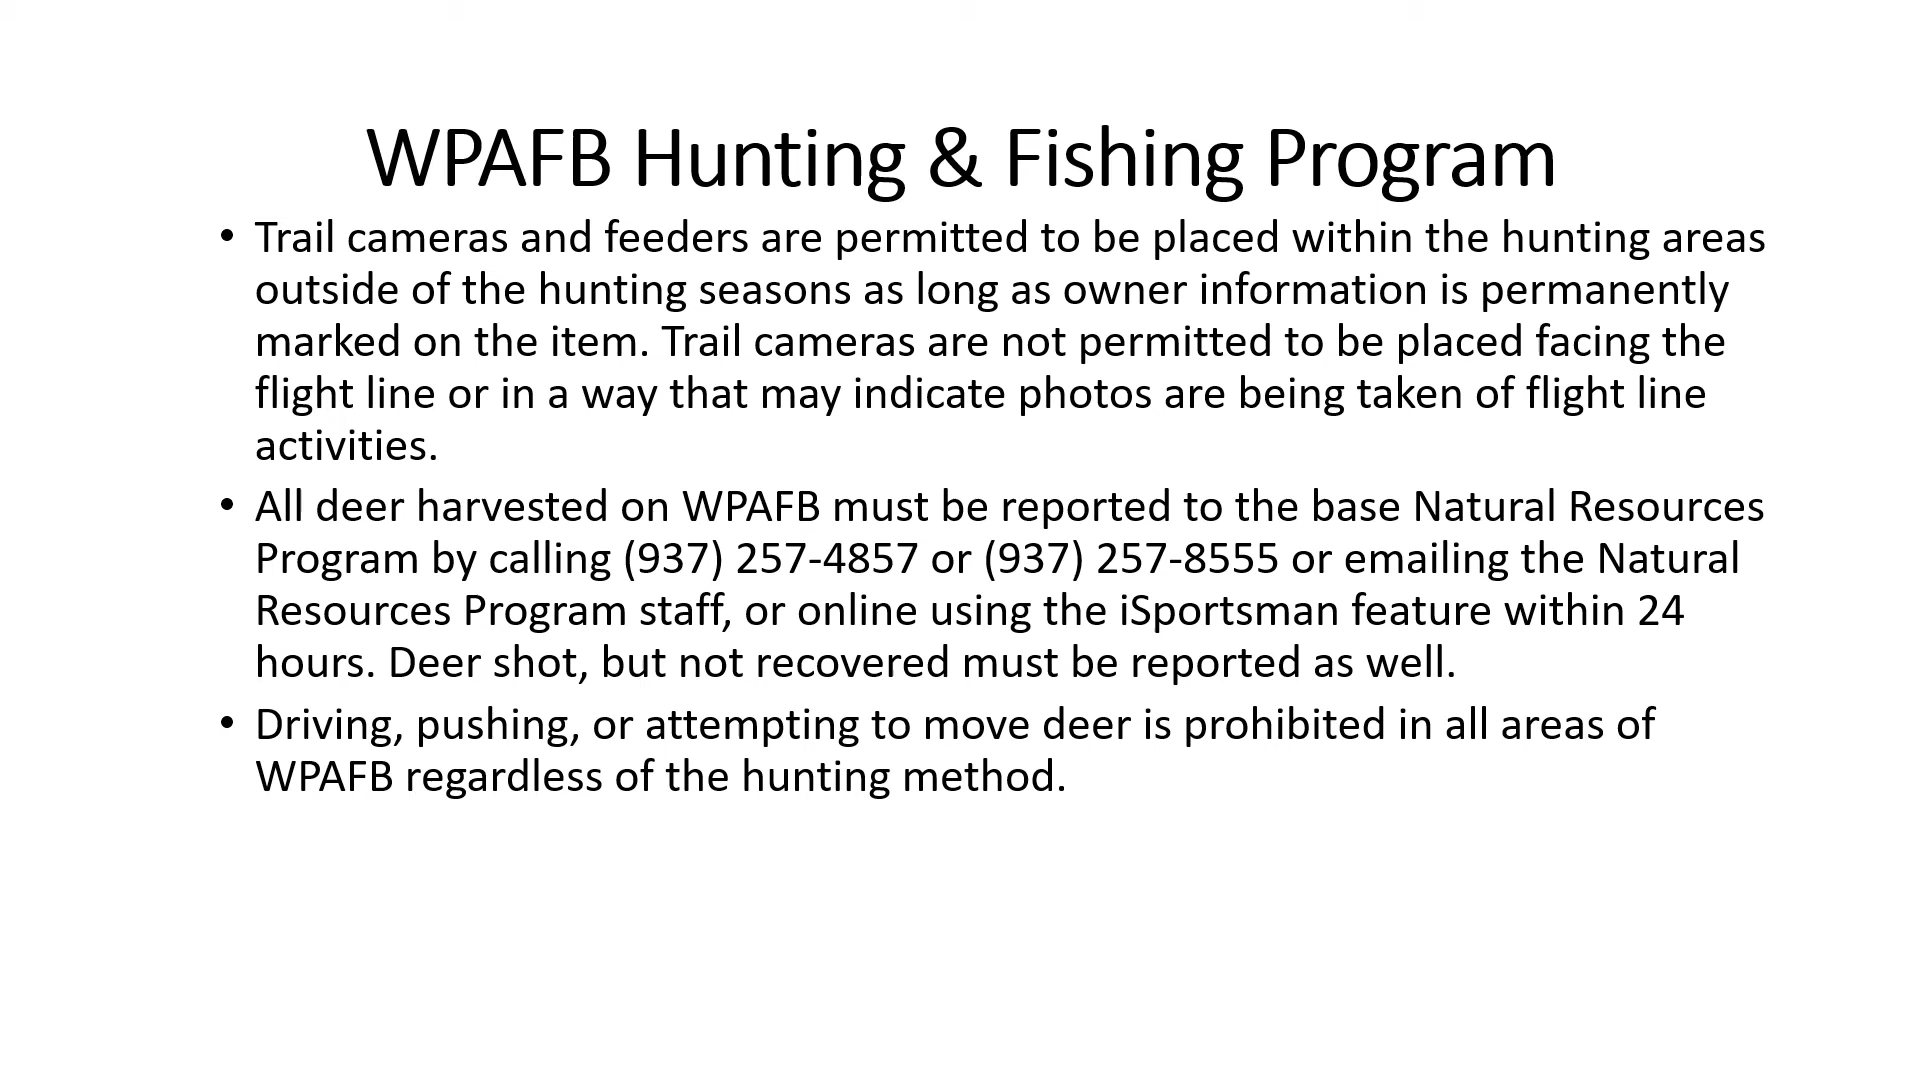 WPAFB Hunting & Fishing Program
• Trail cameras and feeders are permitted to be placed within the hunting areas
outside of the hunting seasons as long as owner information is permanently
marked on the item. Trail cameras are not permitted to be placed facing the
flight line or in a way that may indicate photos are being taken of flight line
activities.
• All deer harvested on WPAFB must be reported to the base Natural Resources
Program by calling (937) 257-4857 or (937) 257-8555 or emailing the Natural
Resources Program staff, or online using the iSportsman feature within 24
hours. Deer shot, but not recovered must be reported as well.
• Driving, pushing, or attempting to move deer is prohibited in all areas of
WPAFB regardless of the hunting method.